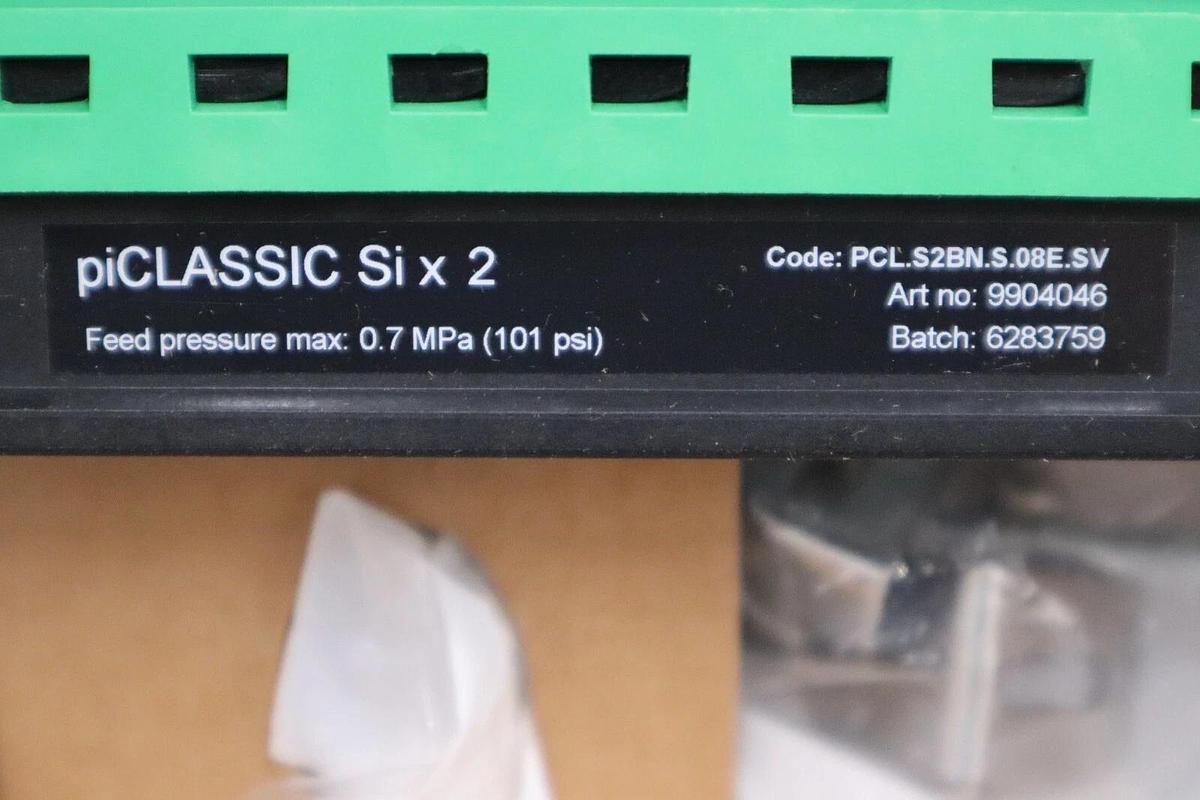 piCLASSIC Si x 2
Feed pressure max: 0.7 MPa (101 psi)
Code: PCL.S2BN.S.08E.SV
Art no: 9904046
Batch: 6283759